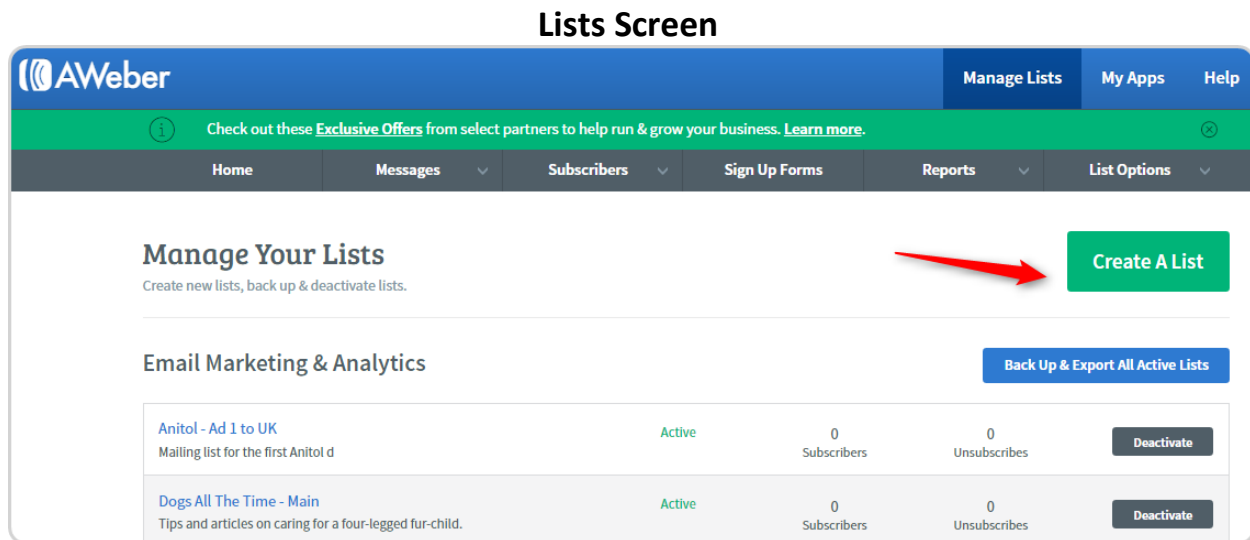 Lists Screen
AWeber
Manage Lists
My Apps
Help
Check out these Exclusive Offers from select partners to help run & grow your business. Learn more.
Home
Messages
Subscribers
Sign Up Forms
Reports
List Options
Manage Your Lists
Create new lists, back up & deactivate lists.
Create A List
Email Marketing & Analytics
Back Up & Export All Active Lists
Anitol - Ad 1 to UK
Mailing list for the first Anitol d
Active
0
Subscribers
0
Unsubscribes
Deactivate
Dogs All The Time - Main
Tips and articles on caring for a four-legged fur-child.
Active
0
Subscribers
0
Unsubscribes
Deactivate